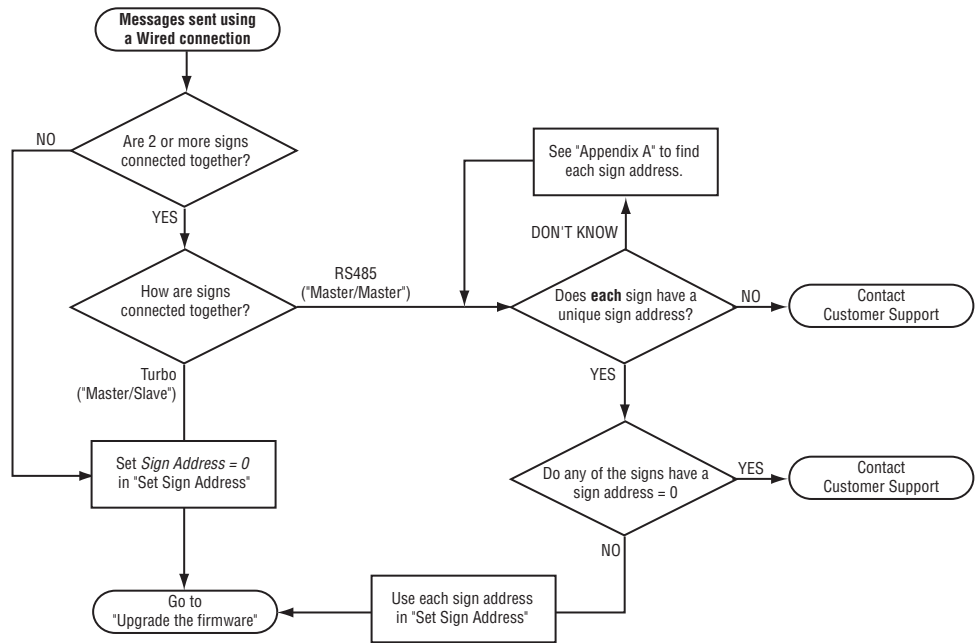 Messages sent using
a Wired connection
NO
Are 2 or more signs
connected together?
YES
See "Appendix A" to find
each sign address.
DON'T KNOW
How are signs
connected together?
RS485
("Master/Master")
Does each sign have a
unique sign address?
NO
Contact
Customer Support
YES
Turbo
("Master/Slave")
Set Sign Address = 0
in "Set Sign Address"
Do any of the signs have a
sign address = 0
YES
Contact
Customer Support
NO
Use each sign address
in "Set Sign Address"
Go to
"Upgrade the firmware"